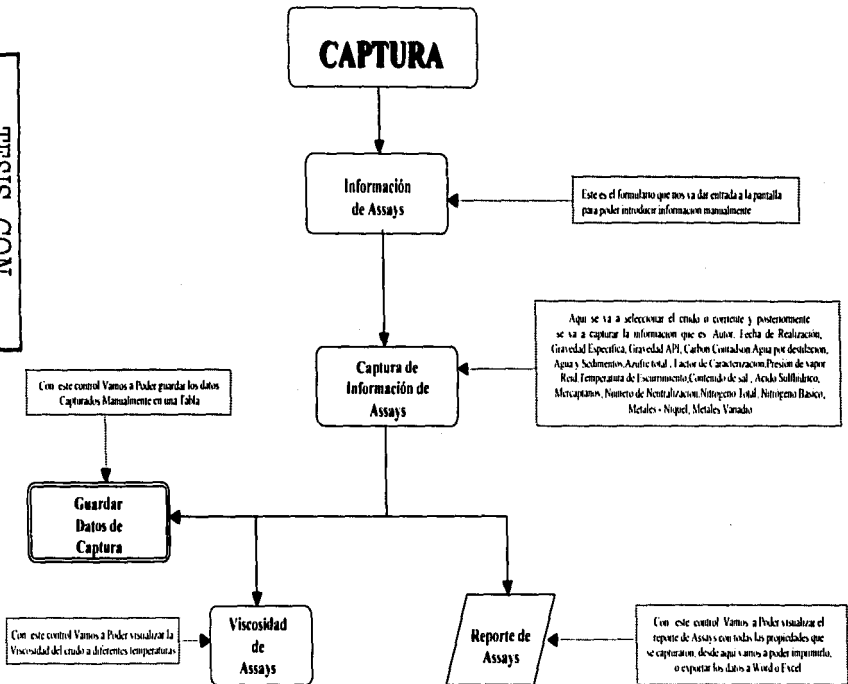 CAPTURA
TESIS CON
Información
de Assays
Este es el formulario que nos va dar entrada a la pantalla
para poder introducir informacion manualmente
Captura de
Información de
Assays
Aqui se va a seleccionar el crudo o corriente y posteriormente
se va a capturar la informacion que es Autor, Fecha de Realización,
Gravedad Especifica, Gravedad API, Carbon Conradson Agua por destilacion,
Agua y Sedimentos, Azufre total, Factor de Caracterizacion, Presión de vapor
Reid, Temperatura de Escurrimiento, Contenido de sal, Acido Sulfhidrico,
Mercaptanos, Numero de Neutralizacion, Nitrogeno Total, Nitrogeno Basico,
Metales - Niquel, Metales Vanadio
Con este control Vamos a Poder guardar los datos
Capturados Manualmente en una Tabla
Guardar
Datos de
Captura
Con este control Vamos a Poder visualizar la
Viscosidad del crudo a diferentes temperaturas
Viscosidad
de
Assays
Reporte de
Assays
Con este control Vamos a Poder visualizar el
reporte de Assays con todas las propiedades que
se capturaron, desde aqui vamos a poder imprimirlo,
o exportar los datos a Word o Excel